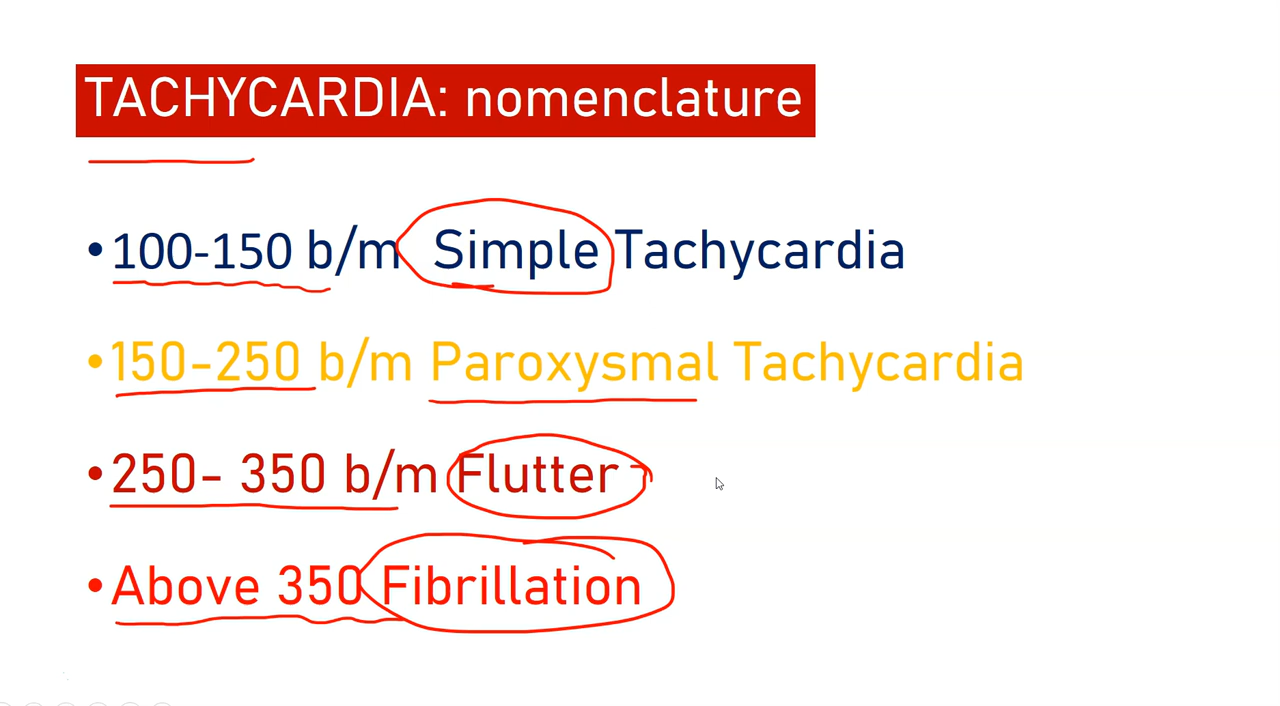 TACHYCARDIA: nomenclature
•100-150 b/m Simple Tachycardia
•150-250 b/m Paroxysmal Tachycardia
•250- 350 b/m Flutter
•Above 350 Fibrillation